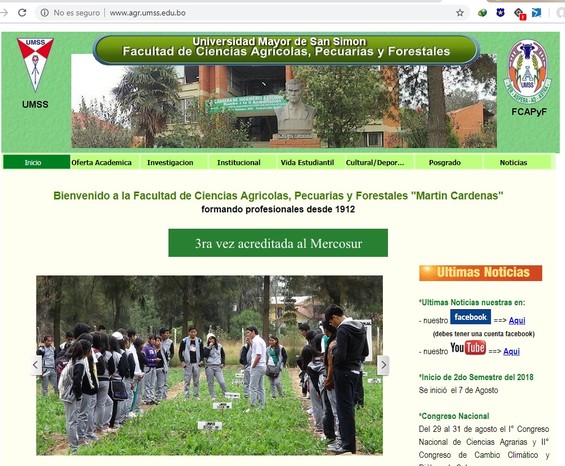 No es seguro | www.agr.umss.edu.bo
UMSS
UMSS
Universidad Mayor de San Simon
Facultad de Ciencias Agrícolas, Pecuarias y Forestales
UMSS
FCAPyF
Inicio Oferta Academica Investigacion Institucional Vida Estudiantil Cultural/Depor... Posgrado Noticias
Bienvenido a la Facultad de Ciencias Agricolas, Pecuarias y Forestales "Martin Cardenas"
formando profesionales desde 1912
3ra vez acreditada al Mercosur
Ultimas Noticias
*Ultimas Noticias nuestras en:
- nuestro facebook ==> Aqui
(debes tener una cuenta facebook)
- nuestro YouTube ==> Aqui
*Inicio de 2do Semestre del 2018
Se inició el 7 de Agosto
*Congreso Nacional
Del 29 al 31 de agosto el I° Congreso
Nacional de Ciencias Agrarias y II°
Congreso de Cambio Climático y